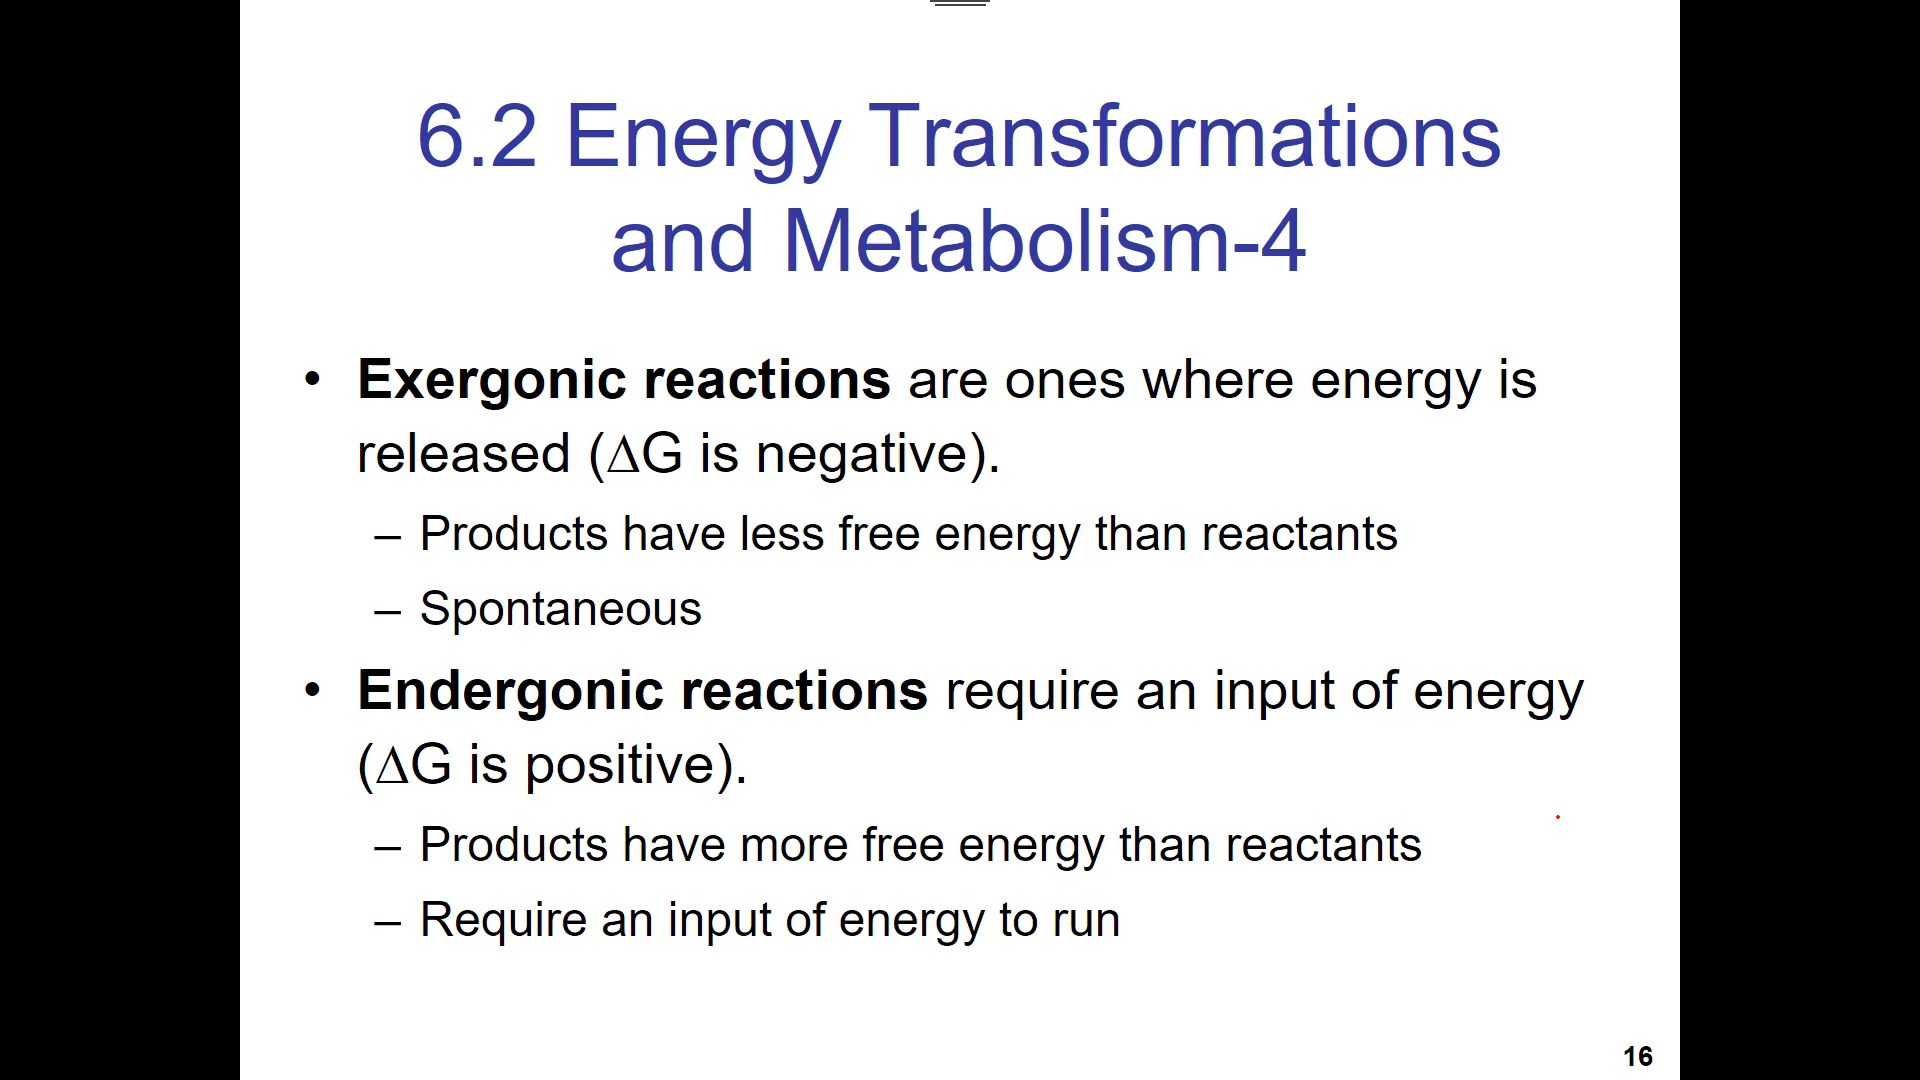 6.2 Energy Transformations
and Metabolism-4
• Exergonic reactions are ones where energy is
released (∆G is negative).
– Products have less free energy than reactants
– Spontaneous
• Endergonic reactions require an input of energy
(∆G is positive).
– Products have more free energy than reactants
– Require an input of energy to run
16